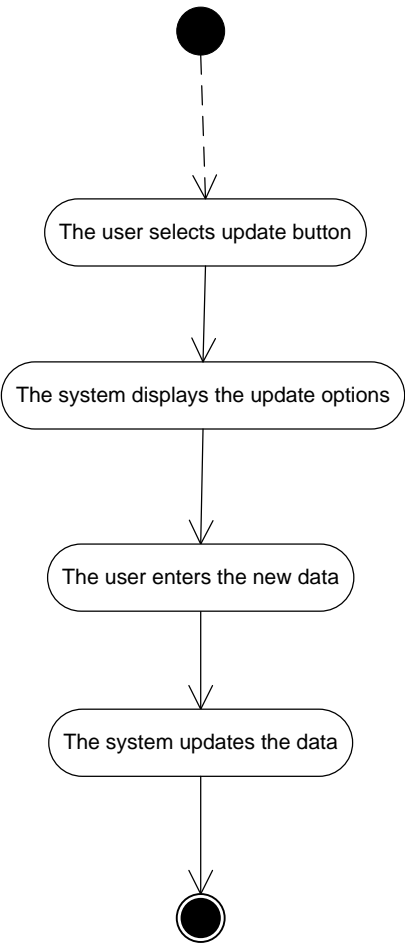 The user selects update button
The system displays the update options
The user enters the new data
The system updates the data